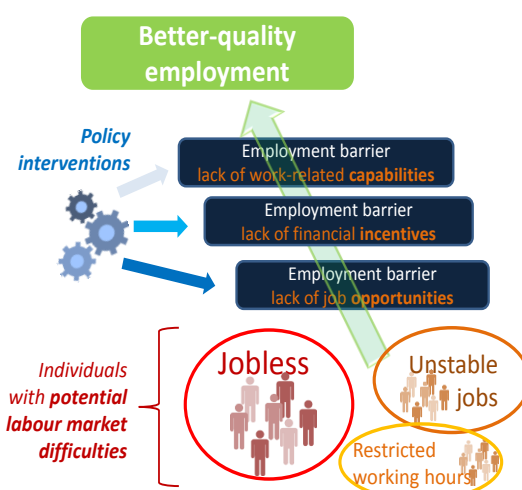 Better-quality
employment
Policy
interventions
Employment barrier
lack of work-related capabilities
Employment barrier
lack of financial incentives
Employment barrier
lack of job opportunities
Individuals
with potential
labour market
difficulties
Jobless
Unstable
jobs
Restricted
working hours